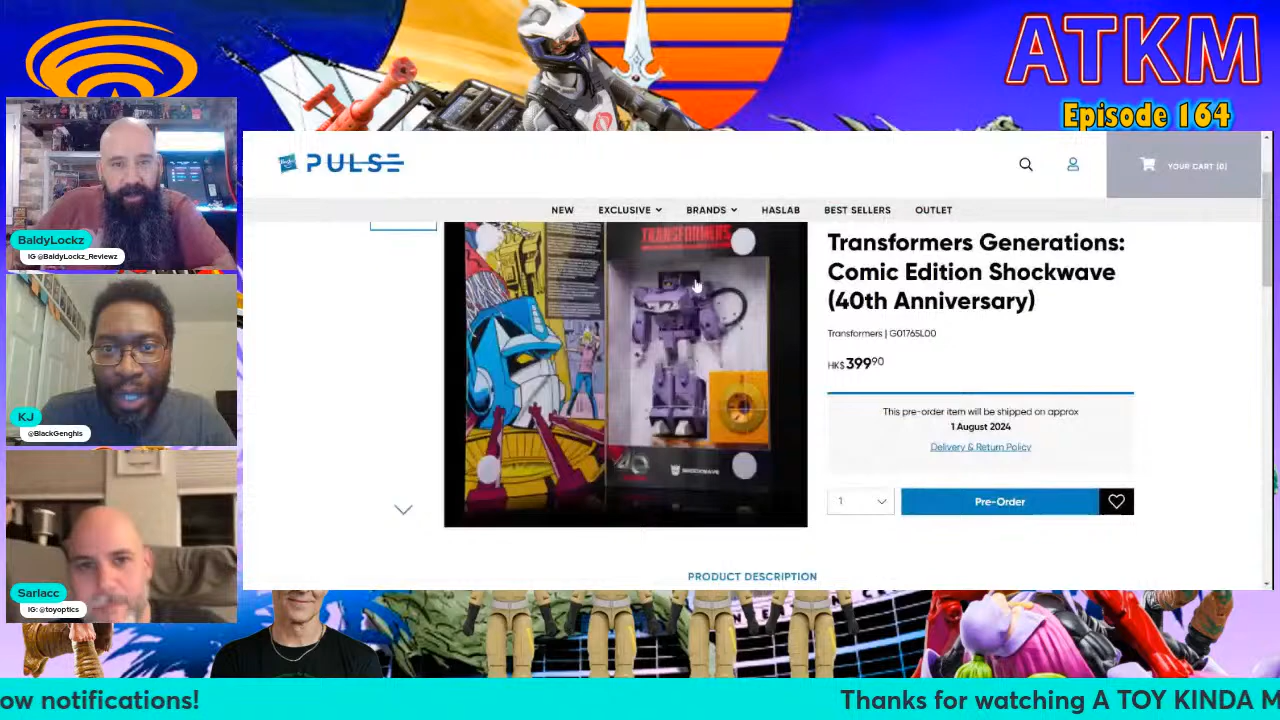 ATKM
Episode 164
BaldyLockz
IG @BaldyLockz_Reviewz
KJ
@BlackGenghis
Sarlacc
IG: @toyoptics
PULSE
YOUR CART (0)
NEW
EXCLUSIVE
BRANDS
HASLAB
BEST SELLERS
OUTLET
TRANSFORMERS
SHOCKWAVE
Transformers Generations:
Comic Edition Shockwave
(40th Anniversary)
Transformers | G0176SL00
HK$ 399.90
This pre-order item will be shipped on approx
1 August 2024
Delivery & Return Policy
1
Pre-Order
PRODUCT DESCRIPTION
ow notifications!
Thanks for watching A TOY KINDA M